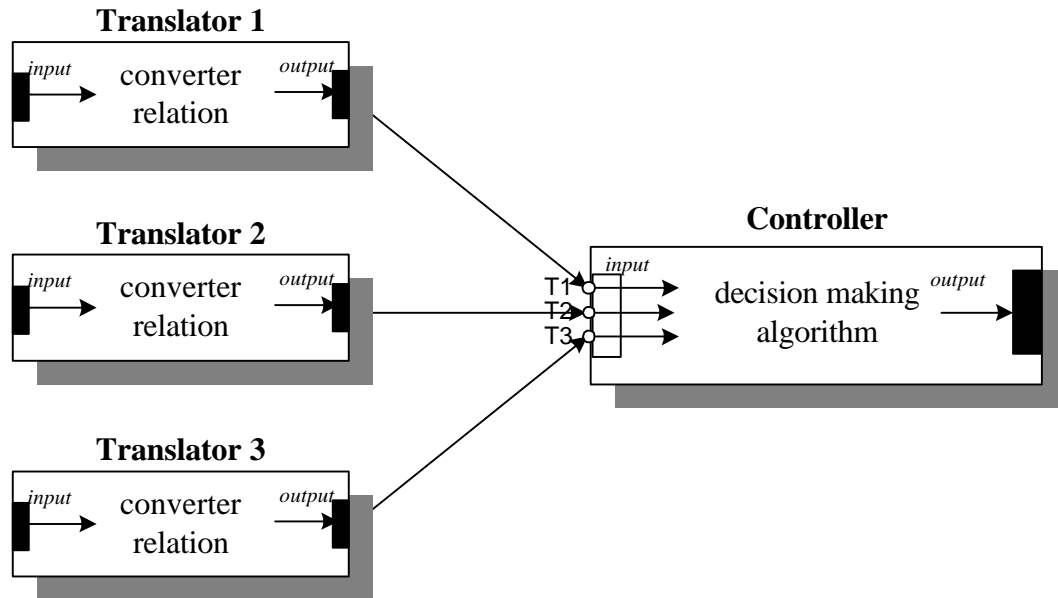 Translator 1
input
converter
relation
output
Translator 2
input
converter
relation
output
Translator 3
input
converter
relation
output
Controller
T1
T2
T3
input
decision making
algorithm
output